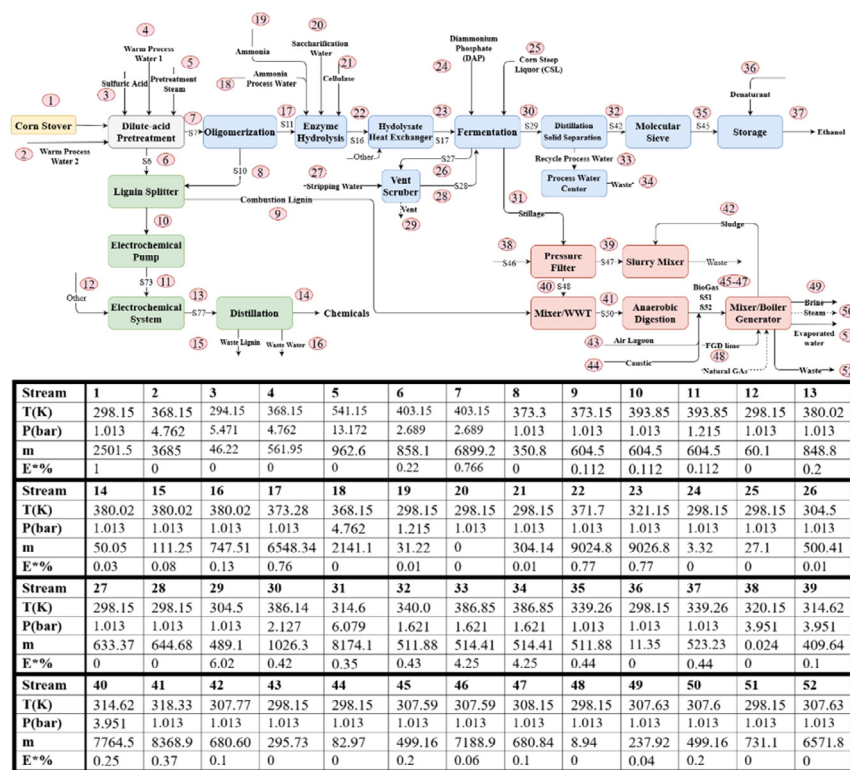 19
20
4
Saccharification
Water
Diammonium
Phosphate
(DAP)
25
Corn Steep
Liquor (CSL)
Warm Process
Water 1
5
Ammonia
21
24
36
Sulfuric Acid
Pretreatment
Steam
18
Ammonia
Process Water
Cellulase
Denaturant
1
3
7
17
22
23
30
32
35
37
Corn Stover
Dilute-acid
Pretreatment
S7
Oligomerization
S11
Enzyme
Hydrolysis
S16
Hydolysate
Heat Exchanger
S17
Fermentation
S29
Distillation
Solid Separation
S42
Molecular
Sieve
S45
Storage
Ethanol
2
Warm Process
Water 2
S6
6
S10
8
Other
S27
26
Recycle Process Water
33
27
Stripping Water
Vent
Scruber
S28
28
Process Water
Center
Waste
34
Lignin Splitter
Combustion Lignin
9
Vent
29
31
Stillage
42
Sludge
10
Electrochemical
Pump
38
S46
Pressure
Filter
39
S47
Slurry Mixer
Waste
12
Other
S73
11
40
S48
BioGas
SS1
SS2
45-47
49
Electrochemical
System
13
S77
Distillation
14
Chemicals
Mixer/WWT
41
S50
Anaerobic
Digestion
Mixer/Boiler
Generator
Brine
Steam
50
Evaporated
water
51
15
Waste Lignin
Waste Water
16
43
Air Lagoon
FGD lime
48
44
Caustic
Natural GAs
Waste
52
Stream 1 2 3 4 5 6 7 8 9 10 11 12 13
T(K) 298.15 368.15 294.15 368.15 541.15 403.15 403.15 373.3 373.15 393.85 393.85 298.15 380.02
P(bar) 1.013 4.762 5.471 4.762 13.172 2.689 2.689 1.013 1.013 1.013 1.215 1.013 1.013
m 2501.5 3685 46.22 561.95 962.6 858.1 6899.2 350.8 604.5 604.5 604.5 60.1 848.8
E*% 1 0 0 0 0 0.22 0.766 0 0.112 0.112 0.112 0 0.2
Stream 14 15 16 17 18 19 20 21 22 23 24 25 26
T(K) 380.02 380.02 380.02 373.28 368.15 298.15 298.15 298.15 371.7 321.15 298.15 298.15 304.5
P(bar) 1.013 1.013 1.013 1.013 4.762 1.215 1.013 1.013 1.013 1.013 1.013 1.013 1.013
m 50.05 111.25 747.51 6548.34 2141.1 31.22 0 304.14 9024.8 9026.8 3.32 27.1 500.41
E*% 0.03 0.08 0.13 0.76 0 0.01 0 0.01 0.77 0.77 0 0 0.01
Stream 27 28 29 30 31 32 33 34 35 36 37 38 39
T(K) 298.15 298.15 304.5 386.14 314.6 340.0 386.85 386.85 339.26 298.15 339.26 320.15 314.62
P(bar) 1.013 1.013 1.013 2.127 6.079 1.621 1.621 1.621 1.013 1.013 1.013 3.951 3.951
m 633.37 644.68 489.1 1026.3 8174.1 511.88 514.41 514.41 511.88 11.35 523.23 0.024 409.64
E*% 0 0 6.02 0.42 0.35 0.43 4.25 4.25 0.44 0 0.44 0 0.1
Stream 40 41 42 43 44 45 46 47 48 49 50 51 52
T(K) 314.62 318.33 307.77 298.15 298.15 307.59 307.59 308.15 298.15 307.63 307.6 298.15 307.63
P(bar) 3.951 1.013 1.013 1.013 1.013 1.013 1.013 1.013 1.013 1.013 1.013 1.013 1.013
m 7764.5 8368.9 680.60 295.73 82.97 499.16 7188.9 680.84 8.94 237.92 499.16 731.1 6571.8
E*% 0.25 0.37 0.1 0 0 0.2 0.06 0.1 0 0.04 0.2 0 0